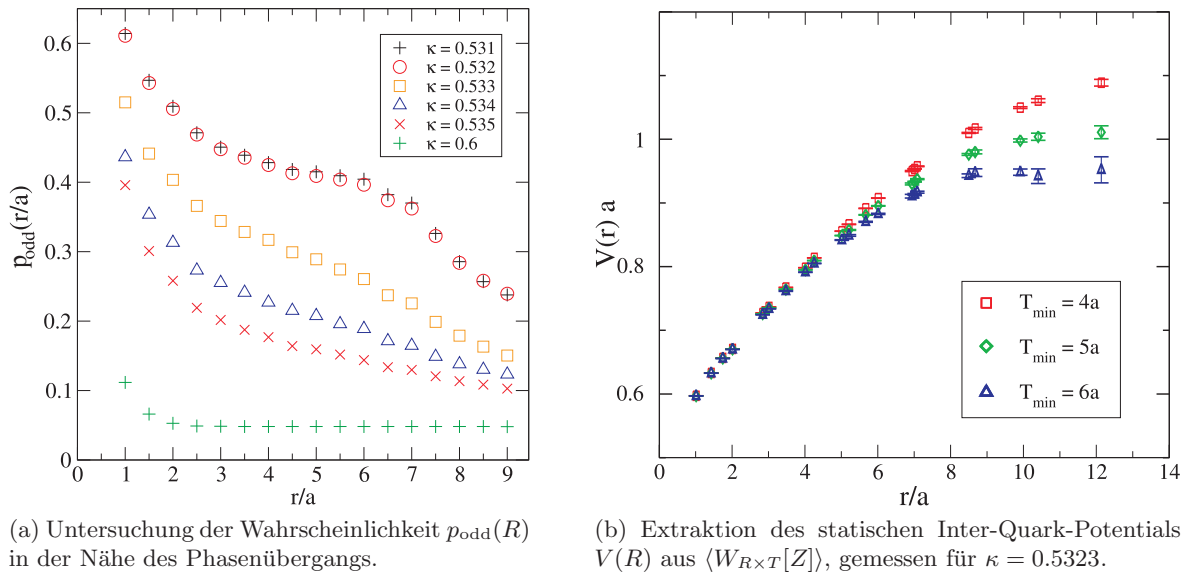 0.6
0.5
0.4
0.3
0.2
0.1
0
p_odd(r/a)
κ = 0.531
κ = 0.532
κ = 0.533
κ = 0.534
κ = 0.535
κ = 0.6
0 1 2 3 4 5 6 7 8 9
r/a
(a) Untersuchung der Wahrscheinlichkeit p_odd(R)
in der Nähe des Phasenübergangs.
1
0.8
0.6
V(r) a
T_min = 4a
T_min = 5a
T_min = 6a
0 2 4 6 8 10 12 14
r/a
(b) Extraktion des statischen Inter-Quark-Potentials
V(R) aus ⟨W_{R×T}[Z]⟩, gemessen für κ = 0.5323.